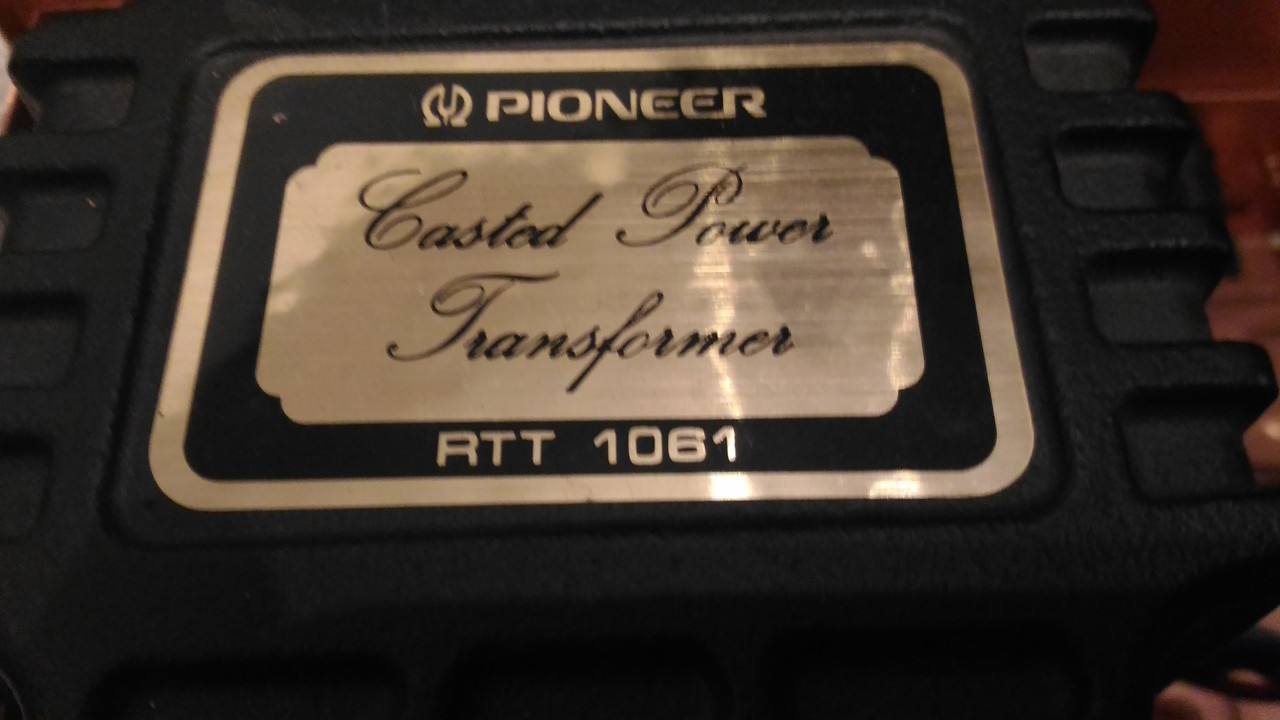 PIONEER
Casted Power
Transformer
RTT 1061